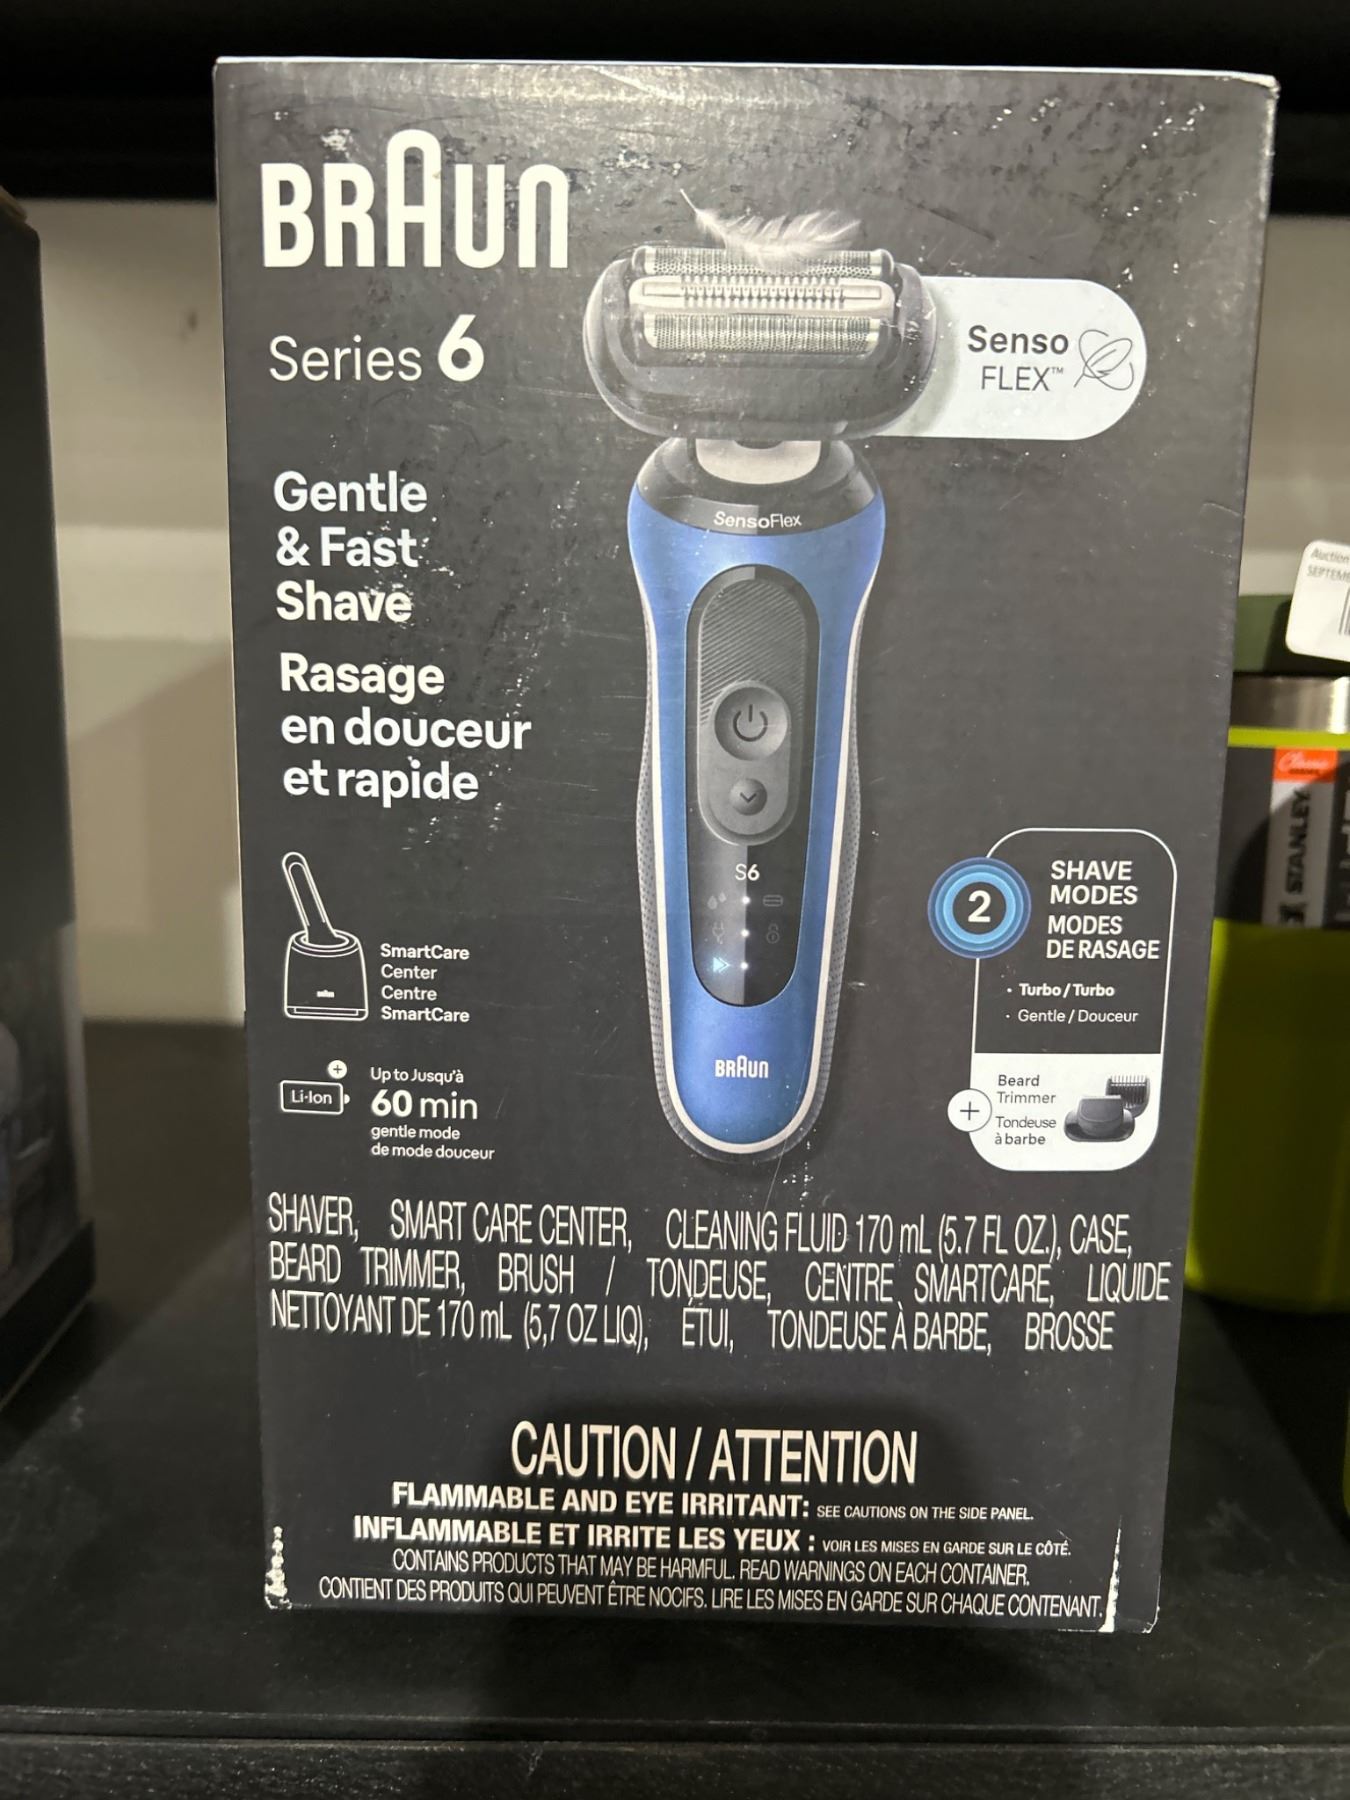 BRAUN
Series 6
Senso
FLEX™
Gentle
& Fast
Shave
Rasage
en douceur
et rapide
SensoFlex
S6
BRAUN
SmartCare
Center
Centre
SmartCare
BRAUN
Li-Ion
Up to Jusqu'à
60 min
gentle mode
de mode douceur
2
SHAVE
MODES
MODES
DE RASAGE
• Turbo / Turbo
• Gentle / Douceur
+ Beard
Trimmer
Tondeuse
à barbe
SHAVER, SMART CARE CENTER, CLEANING FLUID 170 mL (5.7 FL OZ.), CASE,
BEARD TRIMMER, BRUSH / TONDEUSE, CENTRE SMARTCARE, LIQUIDE
NETTOYANT DE 170 mL (5,7 OZ LIQ), ÉTUI, TONDEUSE À BARBE, BROSSE
CAUTION / ATTENTION
FLAMMABLE AND EYE IRRITANT: SEE CAUTIONS ON THE SIDE PANEL.
INFLAMMABLE ET IRRITE LES YEUX : VOIR LES MISES EN GARDE SUR LE CÔTÉ.
CONTAINS PRODUCTS THAT MAY BE HARMFUL. READ WARNINGS ON EACH CONTAINER.
CONTIENT DES PRODUITS QUI PEUVENT ÊTRE NOCIFS. LIRE LES MISES EN GARDE SUR CHAQUE CONTENANT.
Auction
Classic
STANLEY